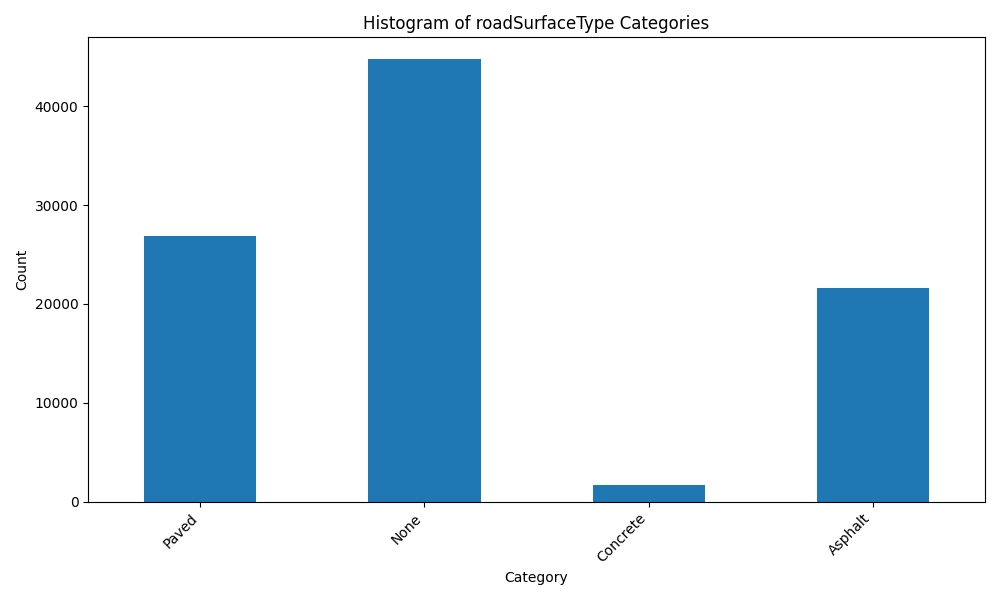 Histogram of roadSurfaceType Categories
Count
40000
30000
20000
10000
0
Paved
None
Concrete
Asphalt
Category